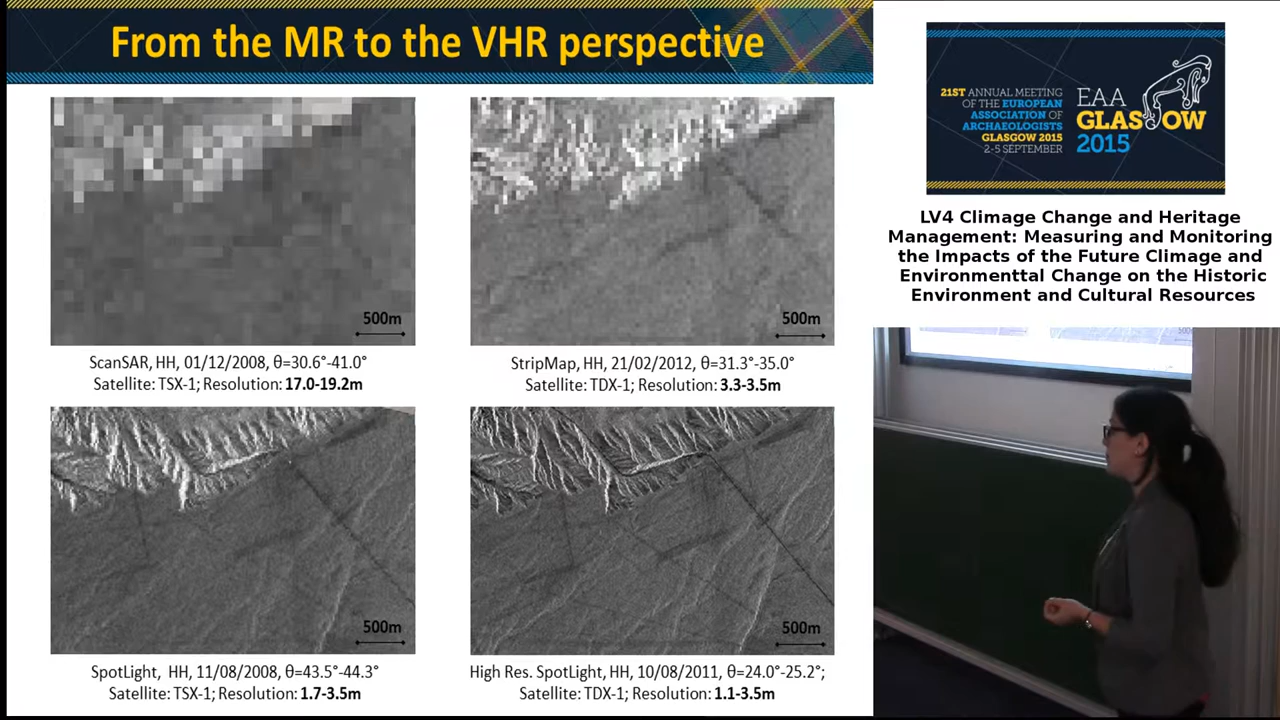 From the MR to the VHR perspective
500m
ScanSAR, HH, 01/12/2008, θ=30.6°-41.0°
Satellite: TSX-1; Resolution: 17.0-19.2m
500m
StripMap, HH, 21/02/2012, θ=31.3°-35.0°
Satellite: TDX-1; Resolution: 3.3-3.5m
500m
SpotLight, HH, 11/08/2008, θ=43.5°-44.3°
Satellite: TSX-1; Resolution: 1.7-3.5m
500m
High Res. SpotLight, HH, 10/08/2011, θ=24.0°-25.2°;
Satellite: TDX-1; Resolution: 1.1-3.5m
21ST ANNUAL MEETING
OF THE EUROPEAN
ASSOCIATION OF
ARCHAEOLOGISTS
GLASGOW 2015
2-5 SEPTEMBER
EAA
GLASGOW
2015
LV4 Climage Change and Heritage
Management: Measuring and Monitoring
the Impacts of the Future Climage and
Environmenttal Change on the Historic
Environment and Cultural Resources